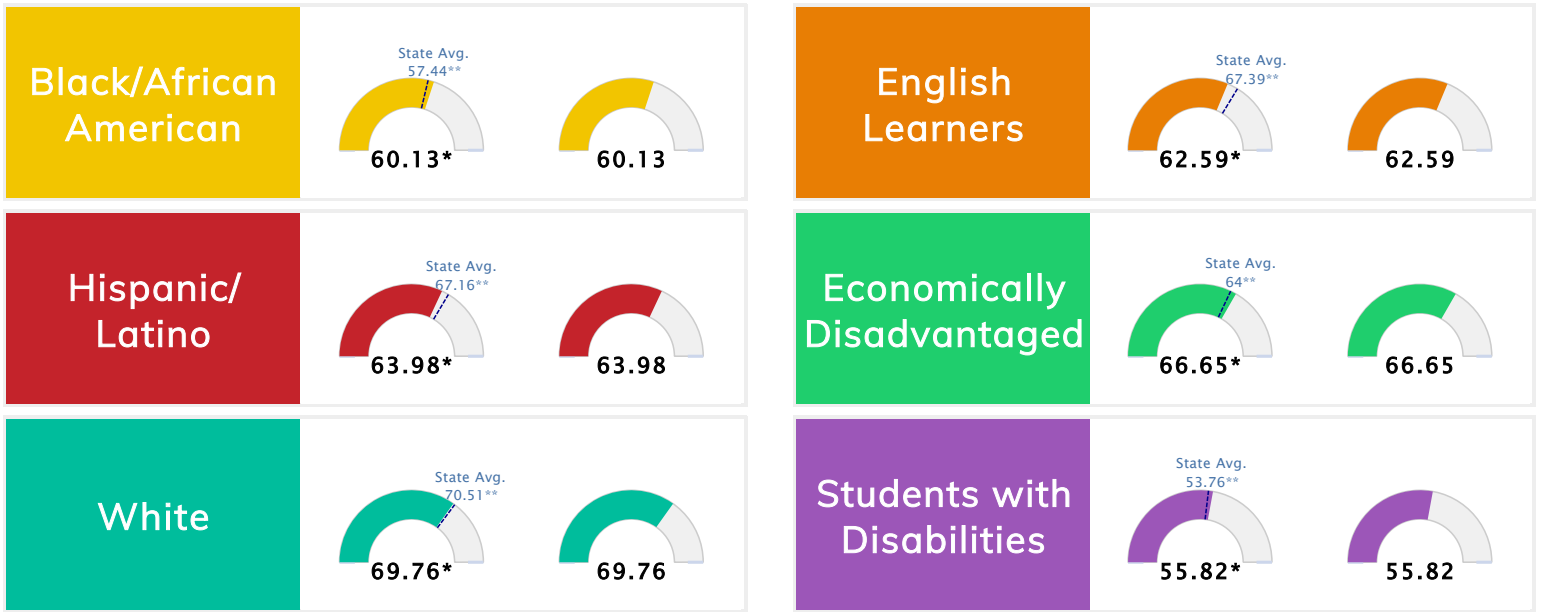 Black/African
American
State Avg.
57.44**
60.13*
60.13
English
Learners
State Avg.
67.39**
62.59*
62.59
Hispanic/
Latino
State Avg.
67.16**
63.98*
63.98
Economically
Disadvantaged
State Avg.
64**
66.65*
66.65
White
State Avg.
70.51**
69.76*
69.76
Students with
Disabilities
State Avg.
53.76**
55.82*
55.82